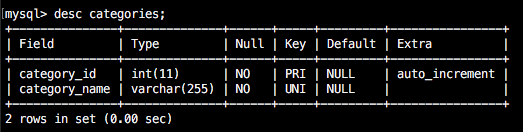 mysql> desc categories;
+---------------+--------------+------+-----+---------+----------------+
| Field         | Type         | Null | Key | Default | Extra          |
+---------------+--------------+------+-----+---------+----------------+
| category_id   | int(11)      | NO   | PRI | NULL    | auto_increment |
| category_name | varchar(255) | NO   | UNI | NULL    |                |
+---------------+--------------+------+-----+---------+----------------+
2 rows in set (0.00 sec)